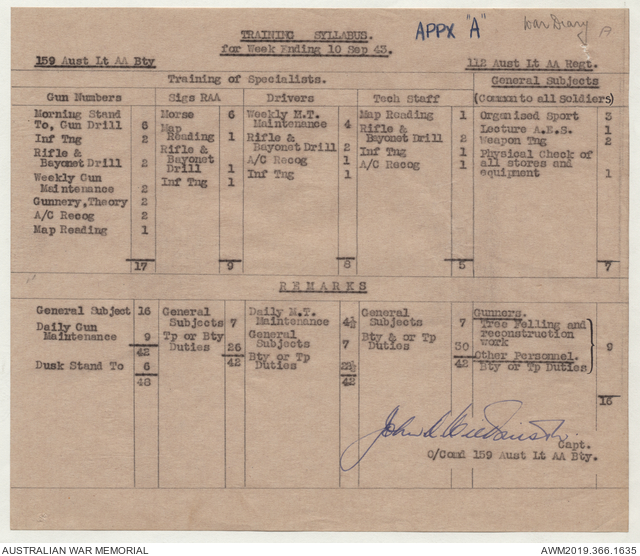 TRAINING SYLLABUS.
for Week Ending 10 Sep 43.
APPX "A"
War Diary
A
159 Aust Lt AA Bty
112 Aust Lt AA Regt.
Training of Specialists.
General Subjects
(Common to all Soldiers)
Gun Numbers
Morning Stand
To, Gun Drill 6
Inf Tng 2
Rifle &
Bayonet Drill 2
Weekly Gun
Maintenance 2
Gunnery, Theory 2
A/C Recog 2
Map Reading 1
17
Sigs RAA
Morse 6
Map
Reading 1
Rifle &
Bayonet
Drill 1
Inf Tng 1
9
Drivers
Weekly M.T.
Maintenance 4
Rifle &
Bayonet Drill 2
A/C Recog 1
Inf Tng 1
8
Tech Staff
Map Reading 1
Rifle &
Bayonet Drill 2
Inf Tng 1
A/C Recog 1
5
Organised Sport 3
Lecture A.E.S. 1
Weapon Tng 2
Physical Check of
all stores and
equipment 1
7
REMARKS
General Subject 16
Daily Gun
Maintenance 9
42
Dusk Stand To 6
48
General
Subjects 7
Tp or Bty
Duties 26
42
Daily M.T.
Maintenance 4½
General
Subjects 7
Bty or Tp
Duties 22½
42
General
Subjects 7
Bty & or Tp
Duties 30
42
Gunners.
Tree Felling and
reconstruction
work
Other Personnel.
Bty or Tp Duties
9
16
Capt.
O/Comd 159 Aust Lt AA Bty.
AUSTRALIAN WAR MEMORIAL
AWM2019.366.1635